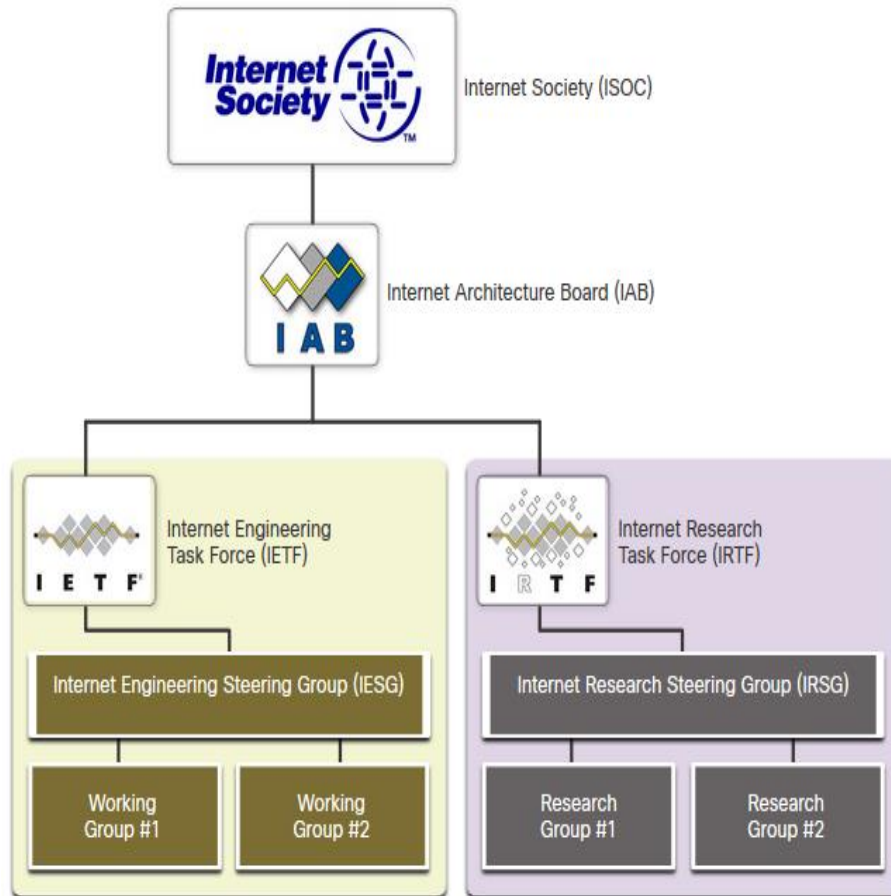 Internet
Society
TM
Internet Society (ISOC)
IAB
Internet Architecture Board (IAB)
IETF®
Internet Engineering
Task Force (IETF)
IRTF
Internet Research
Task Force (IRTF)
Internet Engineering Steering Group (IESG)
Internet Research Steering Group (IRSG)
Working
Group #1
Working
Group #2
Research
Group #1
Research
Group #2